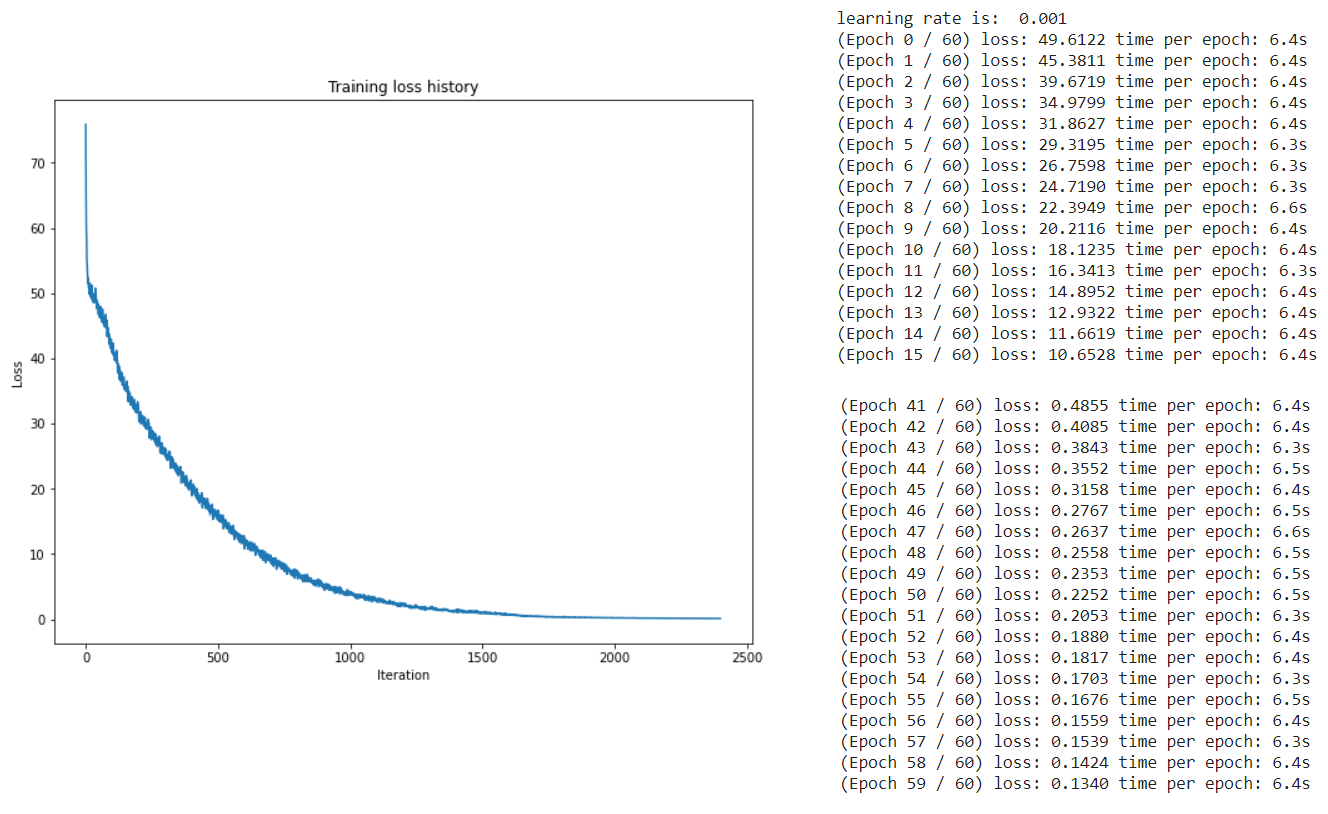 Training loss history
70
60
50
40
30
20
10
0
Loss
0 500 1000 1500 2000 2500
Iteration
learning rate is:  0.001
(Epoch 0 / 60) loss: 49.6122 time per epoch: 6.4s
(Epoch 1 / 60) loss: 45.3811 time per epoch: 6.4s
(Epoch 2 / 60) loss: 39.6719 time per epoch: 6.4s
(Epoch 3 / 60) loss: 34.9799 time per epoch: 6.4s
(Epoch 4 / 60) loss: 31.8627 time per epoch: 6.4s
(Epoch 5 / 60) loss: 29.3195 time per epoch: 6.3s
(Epoch 6 / 60) loss: 26.7598 time per epoch: 6.3s
(Epoch 7 / 60) loss: 24.7190 time per epoch: 6.3s
(Epoch 8 / 60) loss: 22.3949 time per epoch: 6.6s
(Epoch 9 / 60) loss: 20.2116 time per epoch: 6.4s
(Epoch 10 / 60) loss: 18.1235 time per epoch: 6.4s
(Epoch 11 / 60) loss: 16.3413 time per epoch: 6.3s
(Epoch 12 / 60) loss: 14.8952 time per epoch: 6.4s
(Epoch 13 / 60) loss: 12.9322 time per epoch: 6.4s
(Epoch 14 / 60) loss: 11.6619 time per epoch: 6.4s
(Epoch 15 / 60) loss: 10.6528 time per epoch: 6.4s
(Epoch 41 / 60) loss: 0.4855 time per epoch: 6.4s
(Epoch 42 / 60) loss: 0.4085 time per epoch: 6.4s
(Epoch 43 / 60) loss: 0.3843 time per epoch: 6.3s
(Epoch 44 / 60) loss: 0.3552 time per epoch: 6.5s
(Epoch 45 / 60) loss: 0.3158 time per epoch: 6.4s
(Epoch 46 / 60) loss: 0.2767 time per epoch: 6.5s
(Epoch 47 / 60) loss: 0.2637 time per epoch: 6.6s
(Epoch 48 / 60) loss: 0.2558 time per epoch: 6.5s
(Epoch 49 / 60) loss: 0.2353 time per epoch: 6.5s
(Epoch 50 / 60) loss: 0.2252 time per epoch: 6.5s
(Epoch 51 / 60) loss: 0.2053 time per epoch: 6.3s
(Epoch 52 / 60) loss: 0.1880 time per epoch: 6.4s
(Epoch 53 / 60) loss: 0.1817 time per epoch: 6.4s
(Epoch 54 / 60) loss: 0.1703 time per epoch: 6.3s
(Epoch 55 / 60) loss: 0.1676 time per epoch: 6.5s
(Epoch 56 / 60) loss: 0.1559 time per epoch: 6.4s
(Epoch 57 / 60) loss: 0.1539 time per epoch: 6.3s
(Epoch 58 / 60) loss: 0.1424 time per epoch: 6.4s
(Epoch 59 / 60) loss: 0.1340 time per epoch: 6.4s